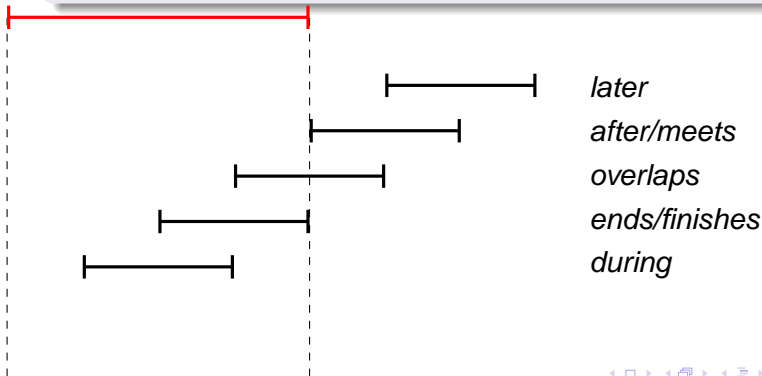 later
after/meets
overlaps
ends/finishes
during